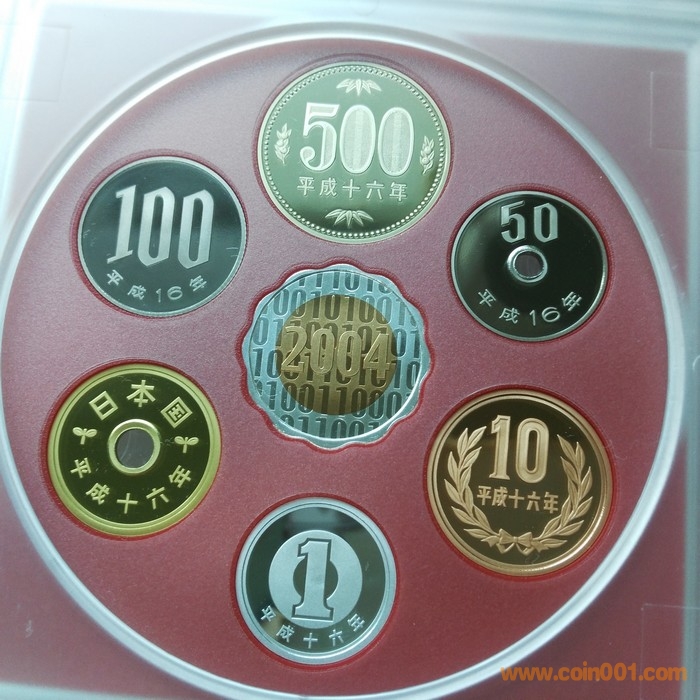 500
平成十六年
100
平成16年
50
平成16年
2004
日本国
平成十六年
10
平成十六年
1
平成十六年
www.coin001.com